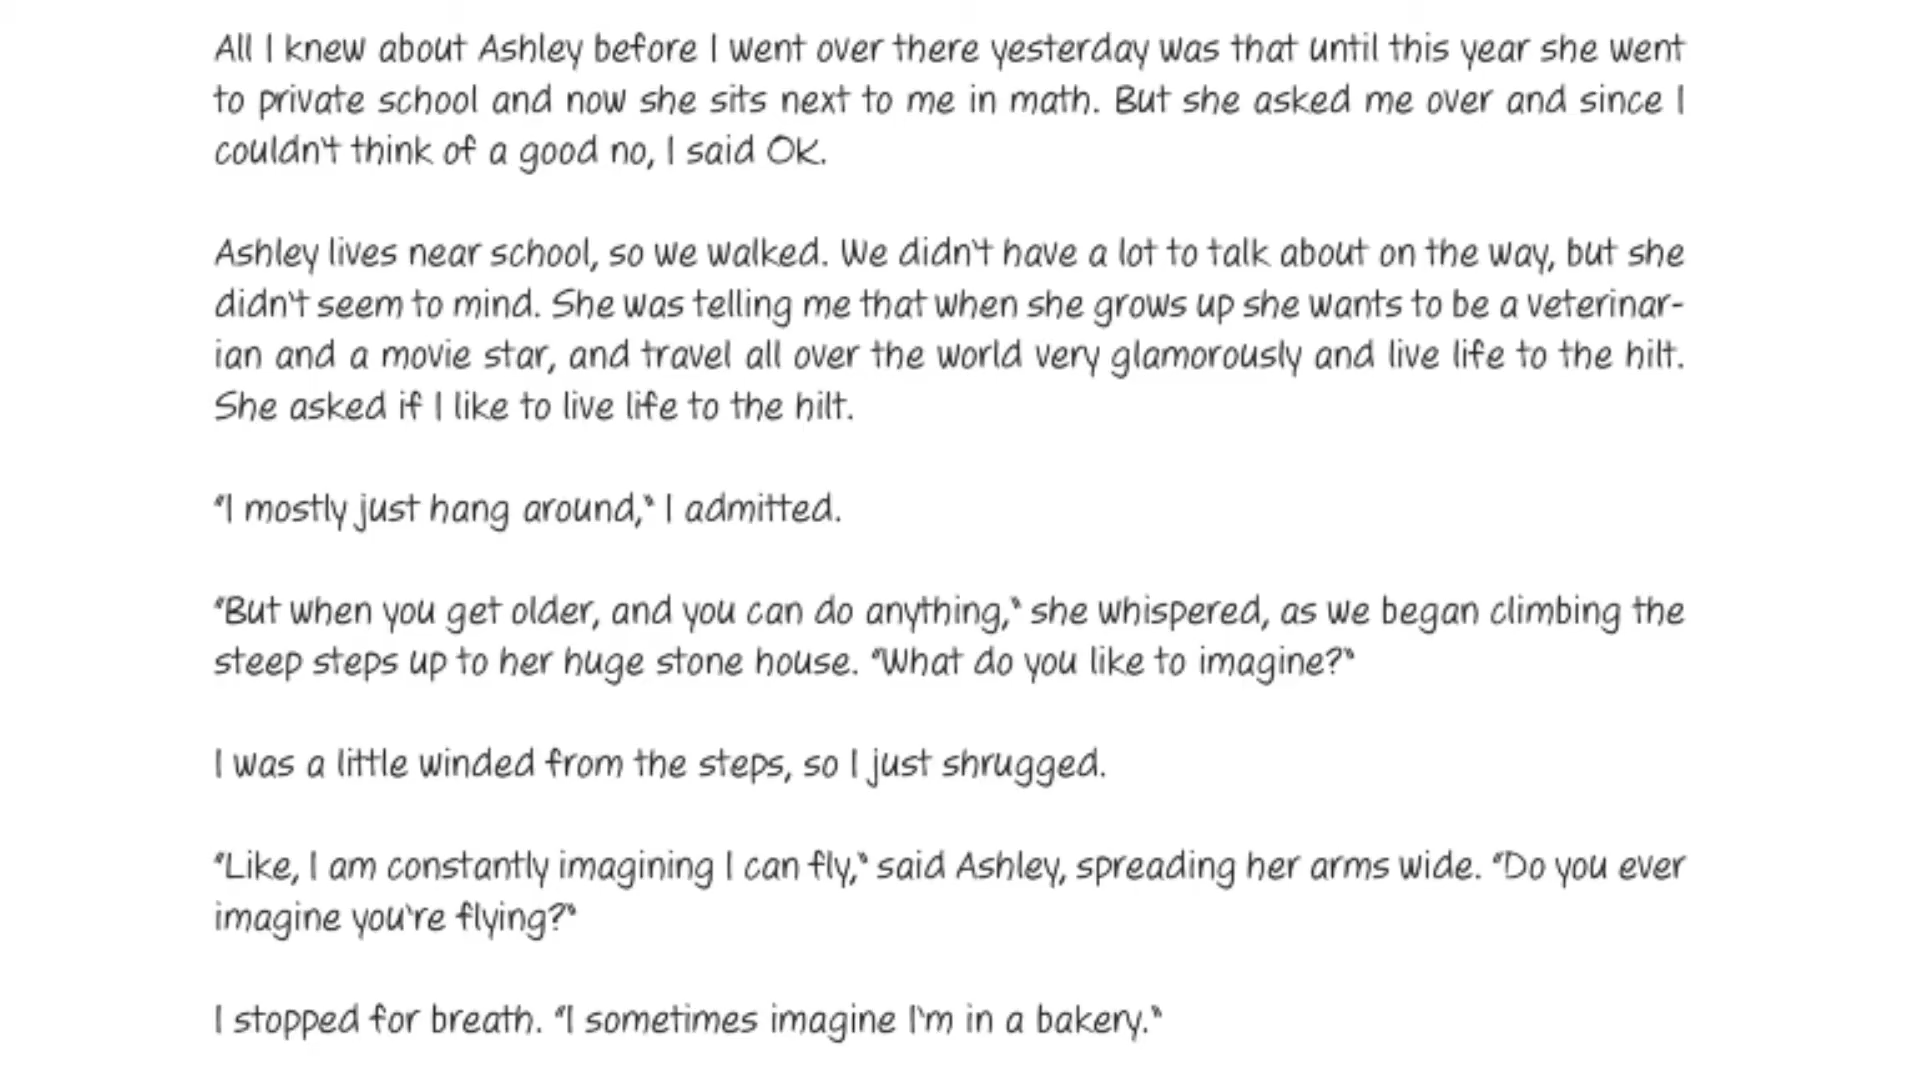 All I knew about Ashley before I went over there yesterday was that until this year she went
to private school and now she sits next to me in math. But she asked me over and since I
couldn't think of a good no, I said OK.
Ashley lives near school, so we walked. We didn't have a lot to talk about on the way, but she
didn't seem to mind. She was telling me that when she grows up she wants to be a veterinar-
ian and a movie star, and travel all over the world very glamorously and live life to the hilt.
She asked if I like to live life to the hilt.
"I mostly just hang around," I admitted.
"But when you get older, and you can do anything," she whispered, as we began climbing the
steep steps up to her huge stone house. "What do you like to imagine?"
I was a little winded from the steps, so I just shrugged.
"Like, I am constantly imagining I can fly," said Ashley, spreading her arms wide. "Do you ever
imagine you're flying?"
I stopped for breath. "I sometimes imagine I'm in a bakery."